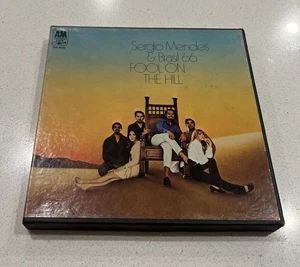 A&M
Sergio Mendes
& Brasil '66
FOOL ON
THE HILL